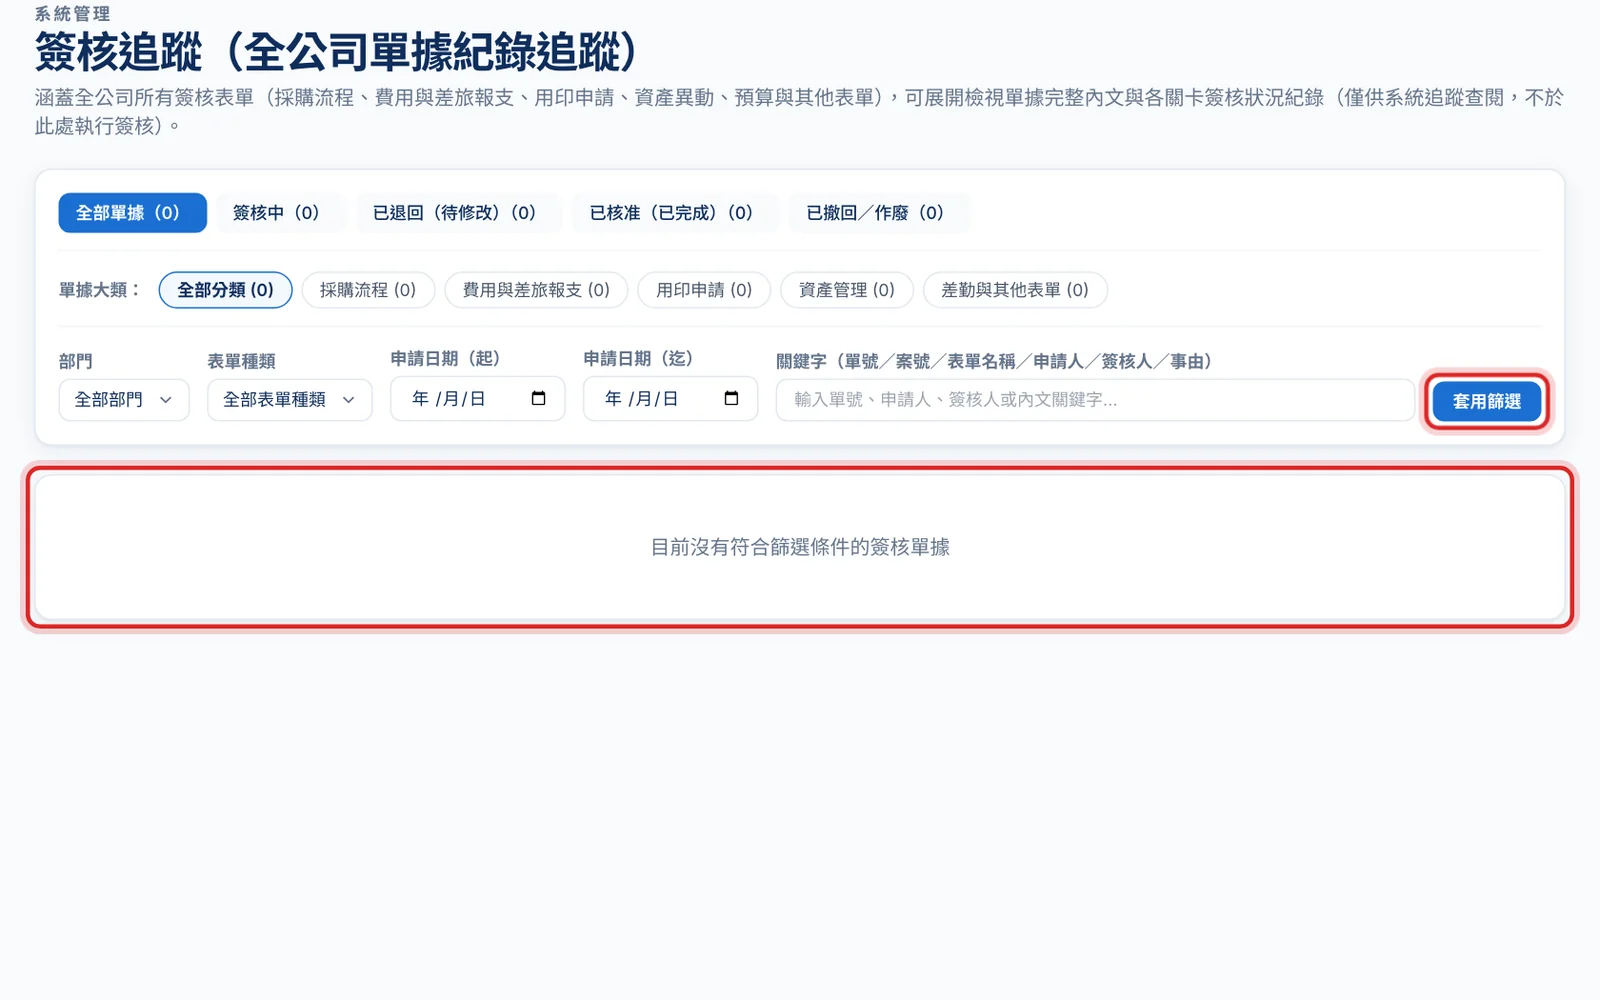 系統管理
簽核追蹤（全公司單據紀錄追蹤）
涵蓋全公司所有簽核表單（採購流程、費用與差旅報支、用印申請、資產異動、預算與其他表單），可展開檢視單據完整內文與各關卡簽核狀況紀錄（僅供系統追蹤查閱，不於
此處執行簽核）。
全部單據（0） 簽核中（0） 已退回（待修改）（0） 已核准（已完成）（0） 已撤回／作廢（0）
單據大類： 全部分類 (0) 採購流程 (0) 費用與差旅報支 (0) 用印申請 (0) 資產管理 (0) 差勤與其他表單 (0)
部門 表單種類 申請日期（起） 申請日期（迄） 關鍵字（單號／案號／表單名稱／申請人／簽核人／事由）
全部部門 全部表單種類 年 /月/日 年 /月/日 輸入單號、申請人、簽核人或內文關鍵字... 套用篩選
目前沒有符合篩選條件的簽核單據